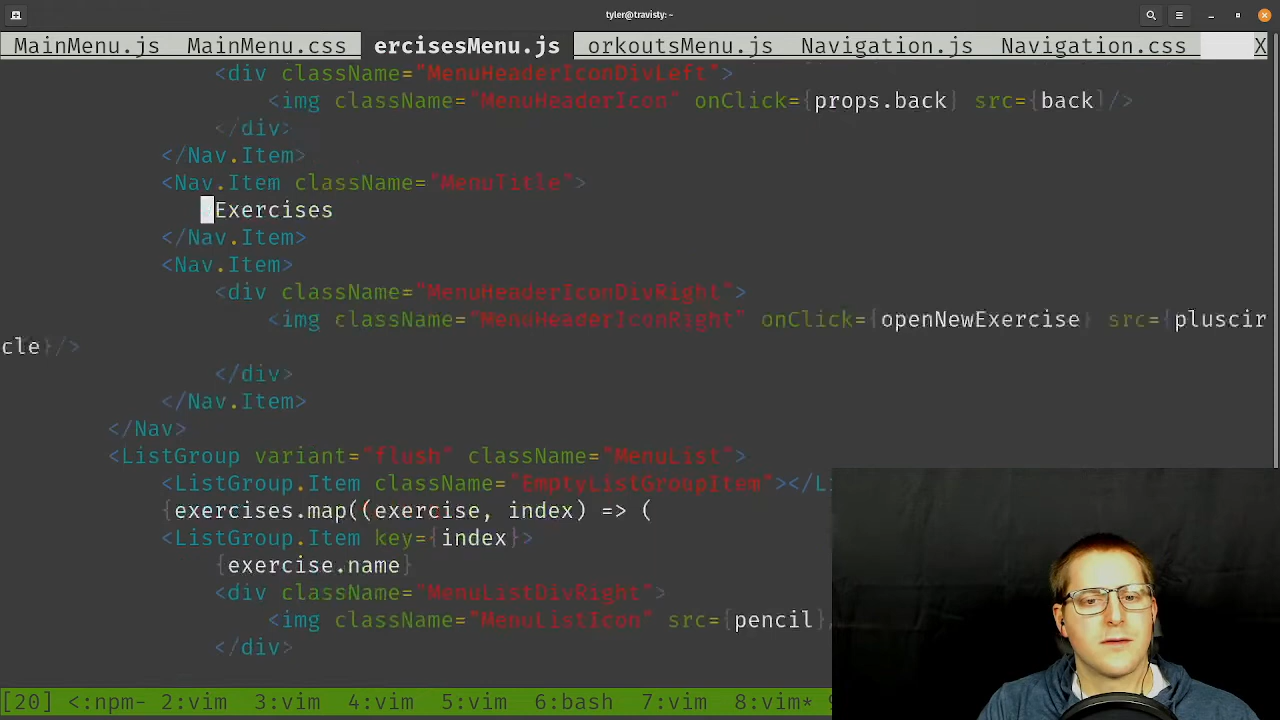 tyler@travisty: ~
MainMenu.js MainMenu.css ercisesMenu.js orkoutsMenu.js Navigation.js Navigation.css X
<div className="MenuHeaderIconDivLeft">
<img className="MenuHeaderIcon" onClick={props.back} src={back}/>
</div>
</Nav.Item>
<Nav.Item className="MenuTitle">
Exercises
</Nav.Item>
<Nav.Item>
<div className="MenuHeaderIconDivRight">
<img className="MenuHeaderIconRight" onClick={openNewExercise} src={pluscir
cle}/>
</div>
</Nav.Item>
</Nav>
<ListGroup variant="flush" className="MenuList">
<ListGroup.Item className="EmptyListGroupItem"></Li
{exercises.map((exercise, index) => (
<ListGroup.Item key={index}>
{exercise.name}
<div className="MenuListDivRight">
<img className="MenuListIcon" src={pencil}
</div>
[20] <:npm- 2:vim 3:vim 4:vim 5:vim 6:bash 7:vim 8:vim*